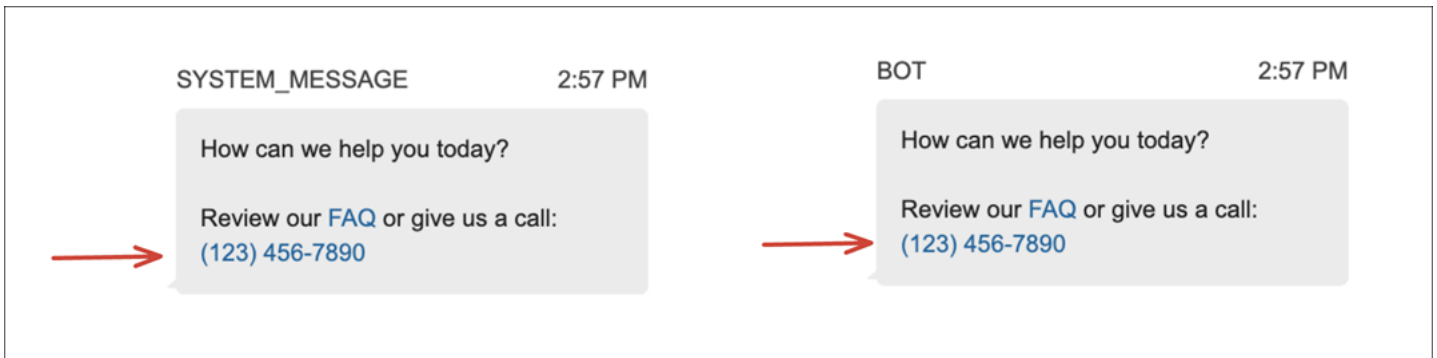 SYSTEM_MESSAGE 2:57 PM
How can we help you today?
Review our FAQ or give us a call:
(123) 456-7890
BOT 2:57 PM
How can we help you today?
Review our FAQ or give us a call:
(123) 456-7890